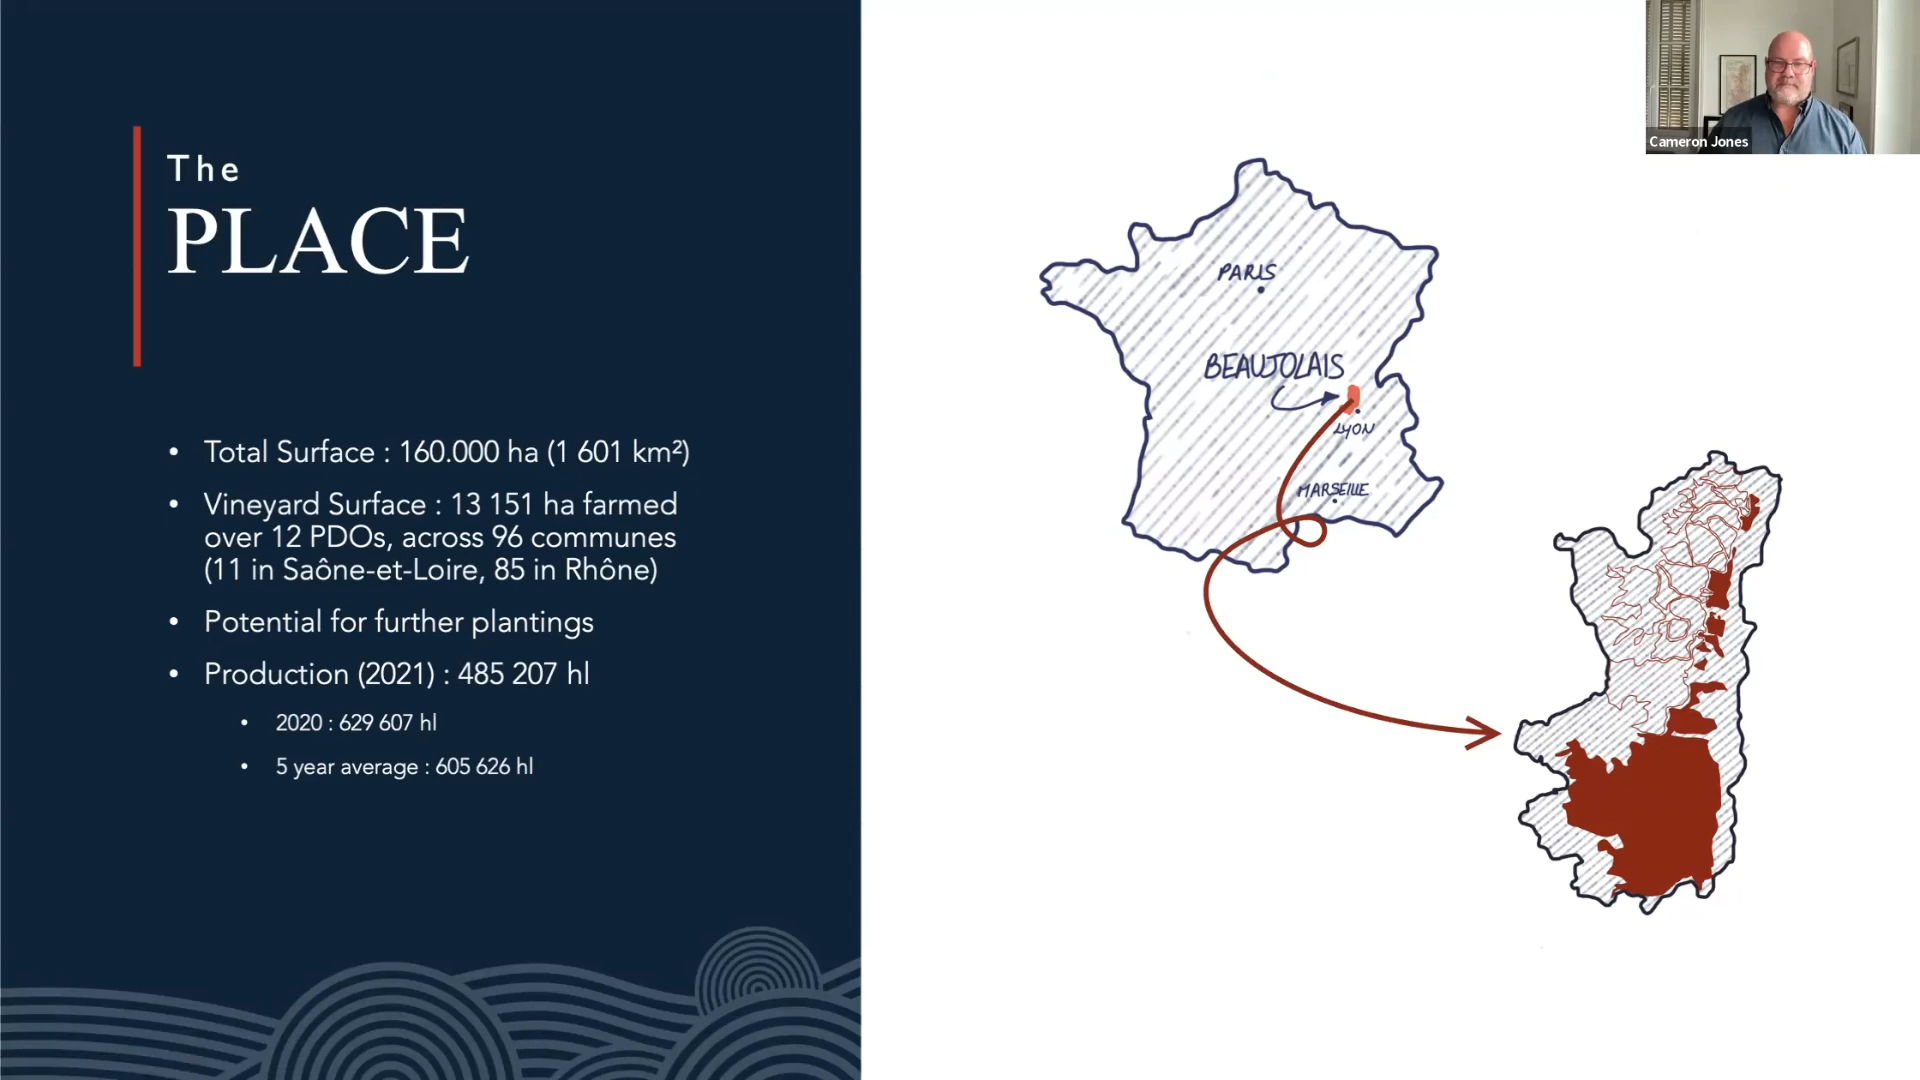 The
PLACE
• Total Surface : 160.000 ha (1 601 km²)
• Vineyard Surface : 13 151 ha farmed
over 12 PDOs, across 96 communes
(11 in Saône-et-Loire, 85 in Rhône)
• Potential for further plantings
• Production (2021) : 485 207 hl
• 2020 : 629 607 hl
• 5 year average : 605 626 hl
PARIS
BEAUJOLAIS
LYON
MARSEILLE
Cameron Jones